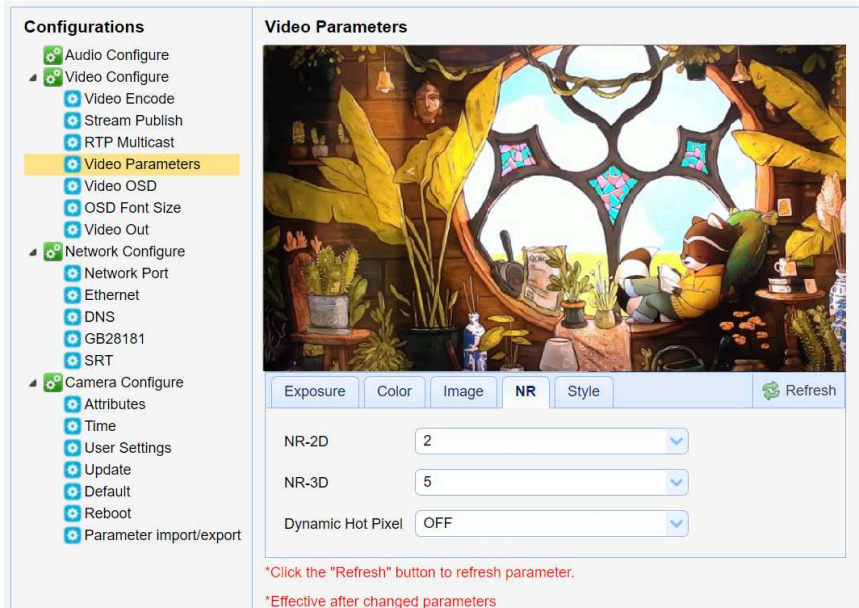 Configurations
Audio Configure
Video Configure
Video Encode
Stream Publish
RTP Multicast
Video Parameters
Video OSD
OSD Font Size
Video Out
Network Configure
Network Port
Ethernet
DNS
GB28181
SRT
Camera Configure
Attributes
Time
User Settings
Update
Default
Reboot
Parameter import/export
Video Parameters
Exposure Color Image NR Style Refresh
NR-2D 2
NR-3D 5
Dynamic Hot Pixel OFF
*Click the "Refresh" button to refresh parameter.
*Effective after changed parameters